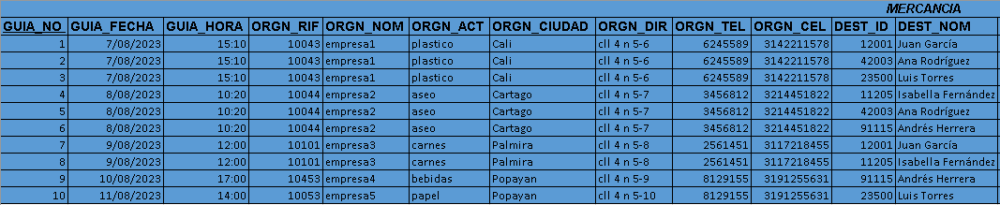 MERCANCIA
GUIA_NO GUIA_FECHA GUIA_HORA ORGN_RIF ORGN_NOM ORGN_ACT ORGN_CIUDAD ORGN_DIR ORGN_TEL ORGN_CEL DEST_ID DEST_NOM
1 7/08/2023 15:10 10043 empresa1 plastico Cali cll 4 n 5-6 6245589 3142211578 12001 Juan García
2 7/08/2023 15:10 10043 empresa1 plastico Cali cll 4 n 5-6 6245589 3142211578 42003 Ana Rodríguez
3 7/08/2023 15:10 10043 empresa1 plastico Cali cll 4 n 5-6 6245589 3142211578 23500 Luis Torres
4 8/08/2023 10:20 10044 empresa2 aseo Cartago cll 4 n 5-7 3456812 3214451822 11205 Isabella Fernández
5 8/08/2023 10:20 10044 empresa2 aseo Cartago cll 4 n 5-7 3456812 3214451822 42003 Ana Rodríguez
6 8/08/2023 10:20 10044 empresa2 aseo Cartago cll 4 n 5-7 3456812 3214451822 91115 Andrés Herrera
7 9/08/2023 12:00 10101 empresa3 carnes Palmira cll 4 n 5-8 2561451 3117218455 12001 Juan García
8 9/08/2023 12:00 10101 empresa3 carnes Palmira cll 4 n 5-8 2561451 3117218455 11205 Isabella Fernández
9 10/08/2023 17:00 10453 empresa4 bebidas Popayan cll 4 n 5-9 8129155 3191255631 91115 Andrés Herrera
10 11/08/2023 14:00 10053 empresa5 papel Popayan cll 4 n 5-10 8129155 3191255631 23500 Luis Torres